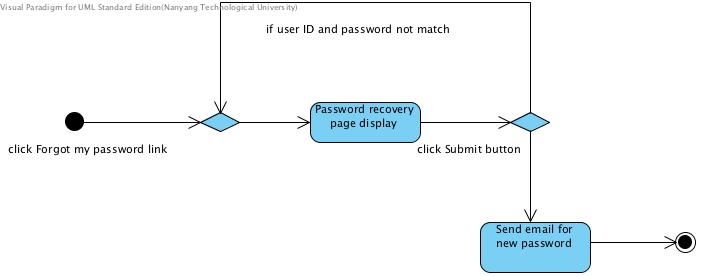 Visual Paradigm for UML Standard Edition(Nanyang Technological University)
if user ID and password not match
Password recovery
page display
click Forgot my password link
click Submit button
Send email for
new password